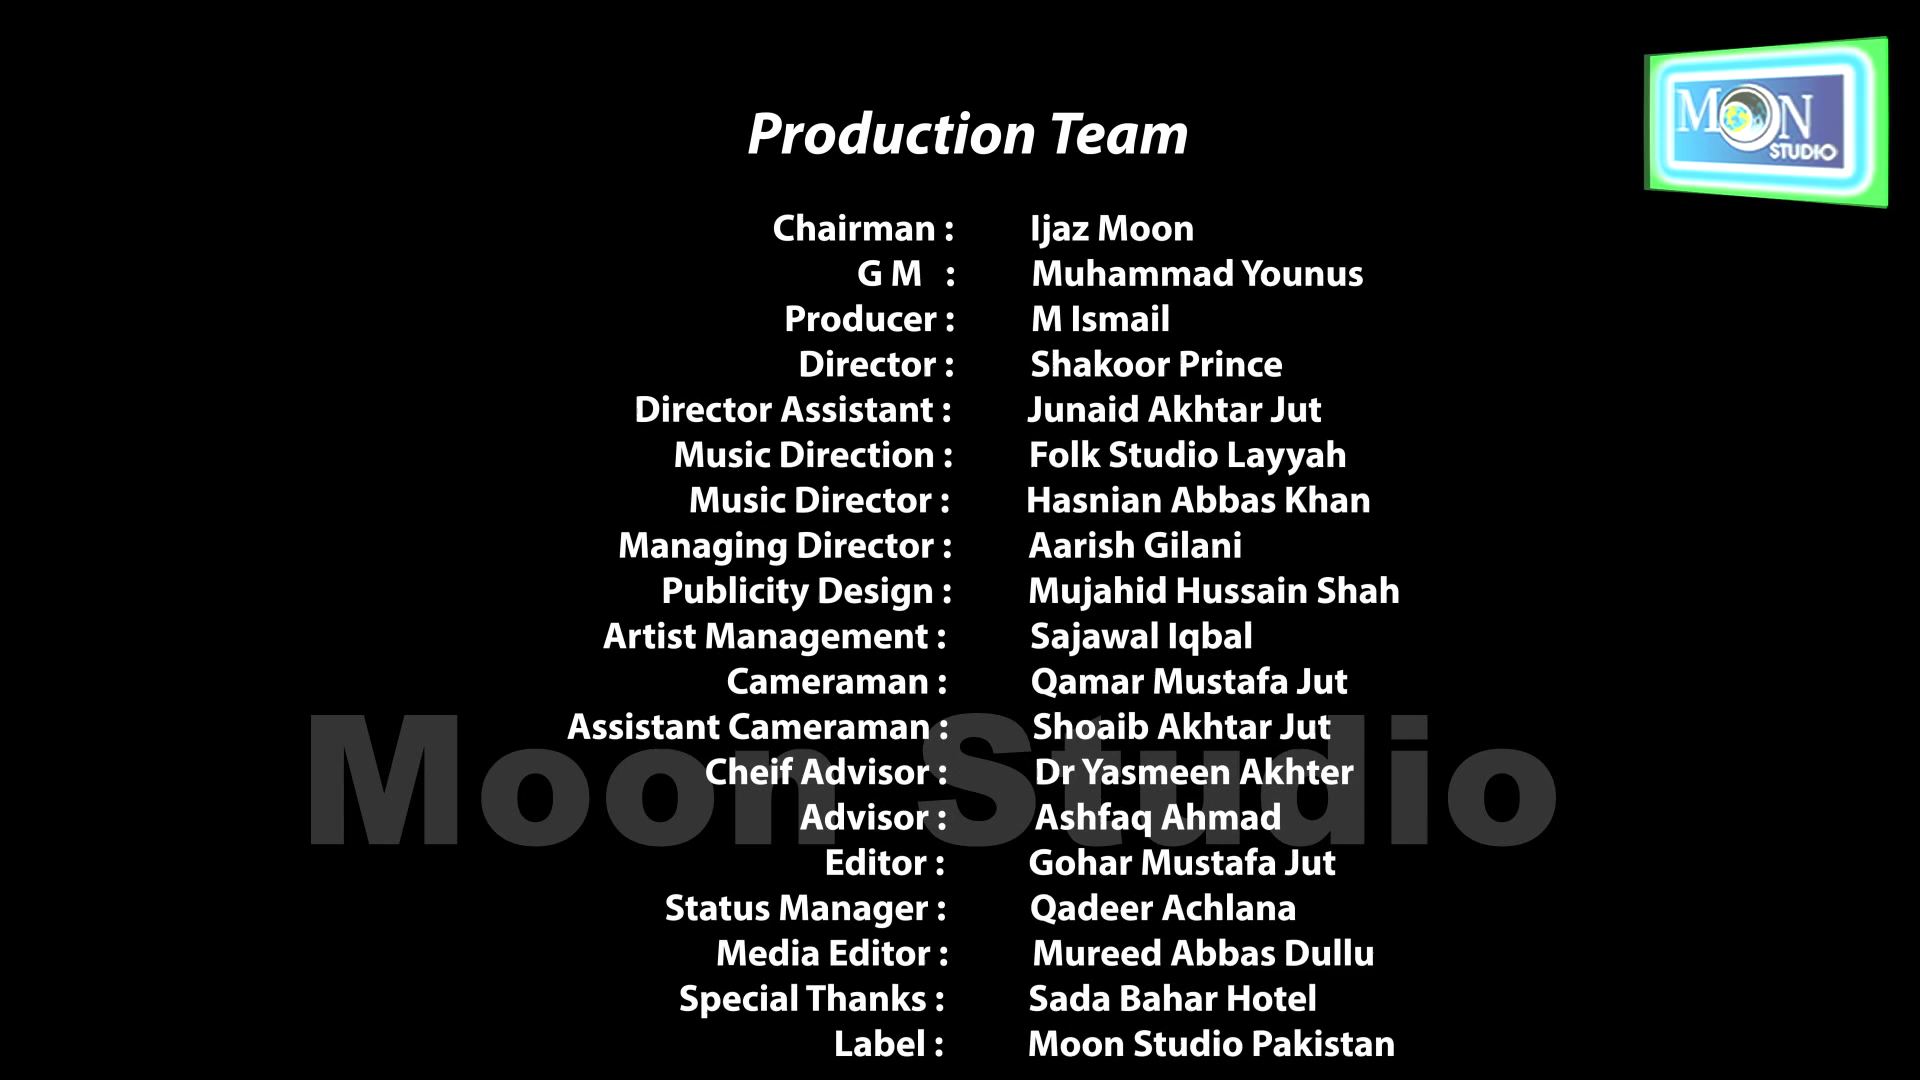 MOON
STUDIO
Production Team
Chairman : Ijaz Moon
G M : Muhammad Younus
Producer : M Ismail
Director : Shakoor Prince
Director Assistant : Junaid Akhtar Jut
Music Direction : Folk Studio Layyah
Music Director : Hasnian Abbas Khan
Managing Director : Aarish Gilani
Publicity Design : Mujahid Hussain Shah
Artist Management : Sajawal Iqbal
Cameraman : Qamar Mustafa Jut
Assistant Cameraman : Shoaib Akhtar Jut
Cheif Advisor : Dr Yasmeen Akhter
Moon Studio
Advisor : Ashfaq Ahmad
Editor : Gohar Mustafa Jut
Status Manager : Qadeer Achlana
Media Editor : Mureed Abbas Dullu
Special Thanks : Sada Bahar Hotel
Label : Moon Studio Pakistan